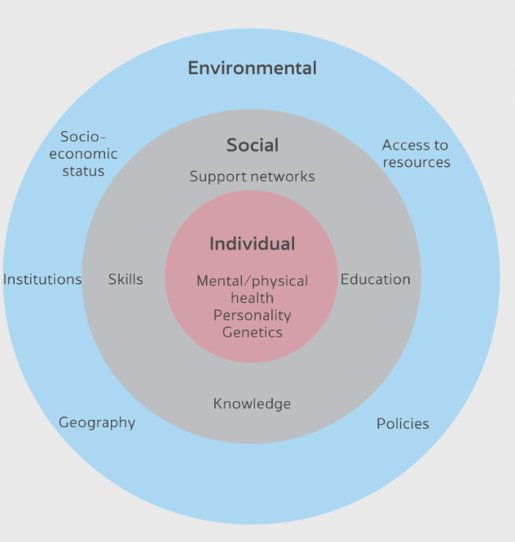 Environmental
Socio-
economic
status
Access to
resources
Social
Support networks
Individual
Institutions
Skills
Mental/physical
health
Personality
Genetics
Education
Knowledge
Geography
Policies